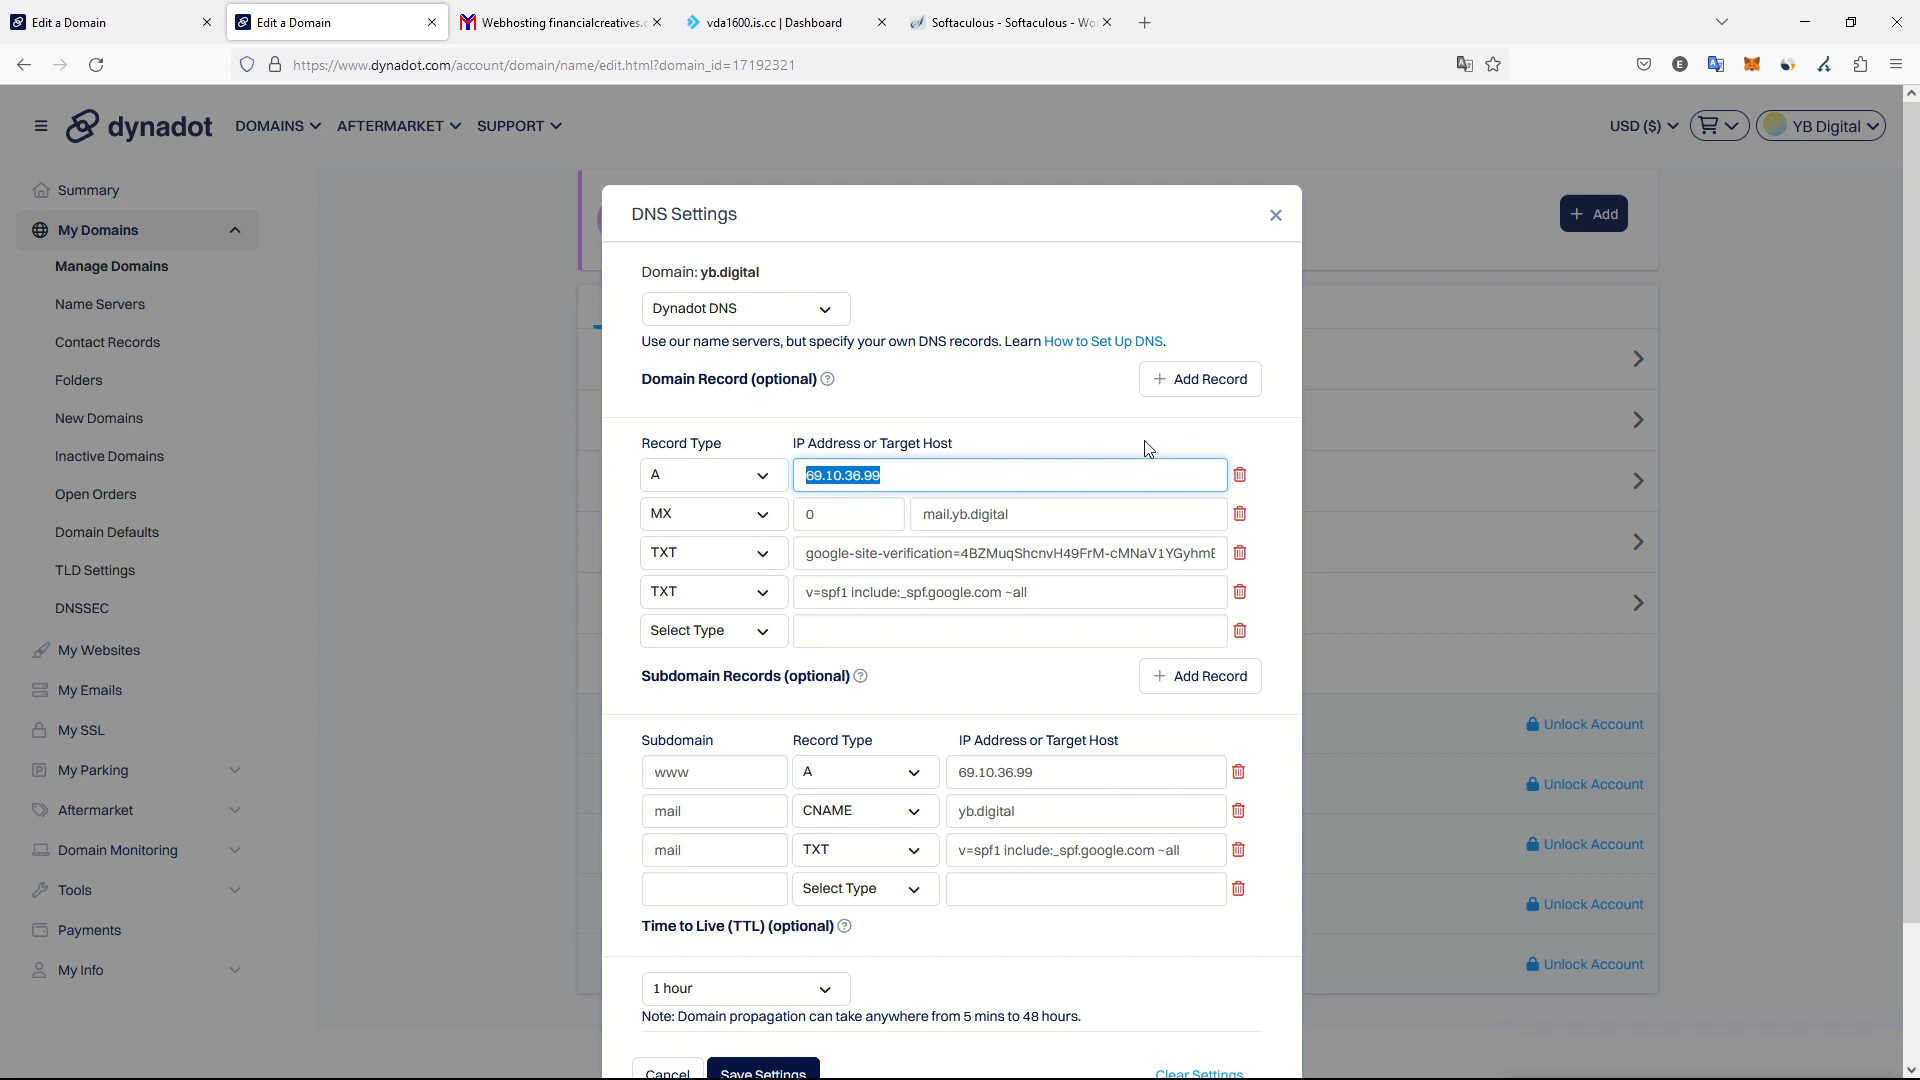 Edit a Domain
Edit a Domain
Webhosting financialcreatives.c
vda1600.is.cc | Dashboard
Softaculous - Softaculous - Wo
https://www.dynadot.com/account/domain/name/edit.html?domain_id=17192321
E
dynadot
DOMAINS
AFTERMARKET
SUPPORT
USD ($)
YB Digital
Summary
My Domains
Manage Domains
Name Servers
Contact Records
Folders
New Domains
Inactive Domains
Open Orders
Domain Defaults
TLD Settings
DNSSEC
My Websites
My Emails
My SSL
My Parking
Aftermarket
Domain Monitoring
Tools
Payments
My Info
+ Add
DNS Settings
Domain: yb.digital
Dynadot DNS
Use our name servers, but specify your own DNS records. Learn How to Set Up DNS.
Domain Record (optional) ?
+ Add Record
Record Type IP Address or Target Host
A 69.10.36.99
MX 0 mail.yb.digital
TXT google-site-verification=4BZMuqShcnvH49FrM-cMNaV1YGyhmE
TXT v=spf1 include:_spf.google.com ~all
Select Type
Subdomain Records (optional) ?
+ Add Record
Subdomain Record Type IP Address or Target Host
www A 69.10.36.99
mail CNAME yb.digital
mail TXT v=spf1 include:_spf.google.com ~all
Select Type
Time to Live (TTL) (optional) ?
1 hour
Note: Domain propagation can take anywhere from 5 mins to 48 hours.
Cancel
Save Settings
Clear Settings
Unlock Account
Unlock Account
Unlock Account
Unlock Account
Unlock Account